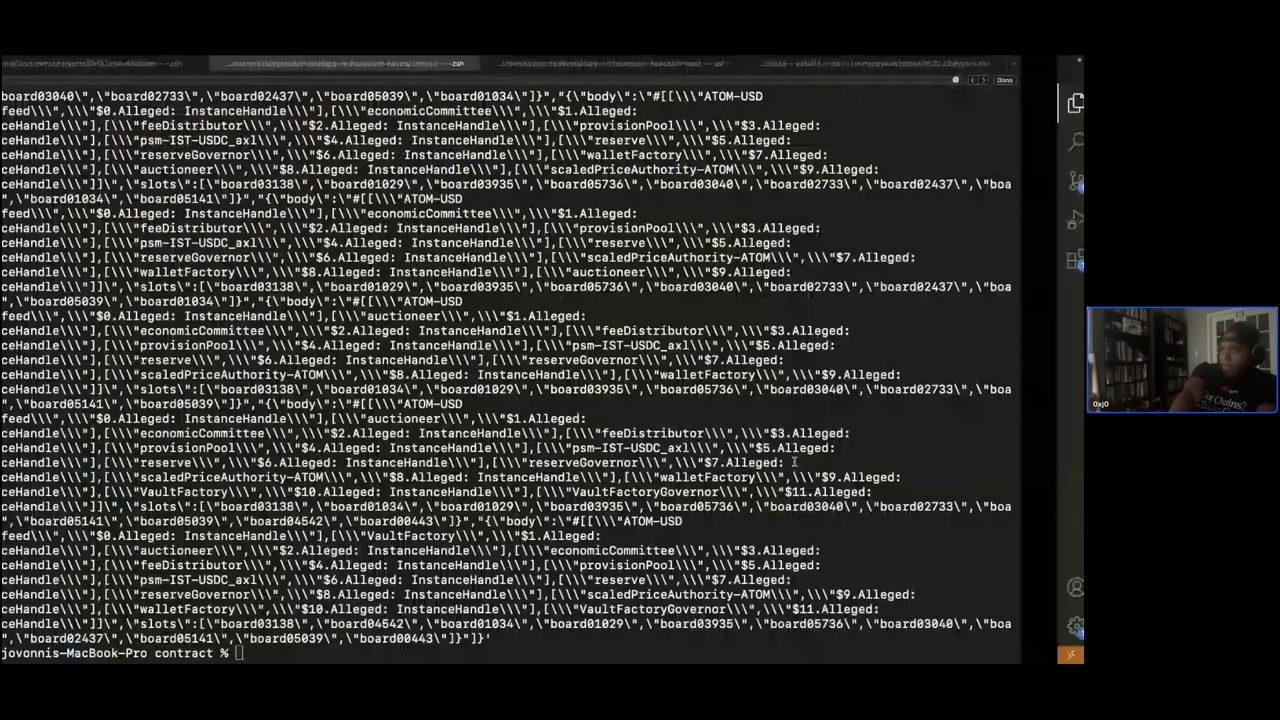 board03040\",\"board02733\",\"board02437\",\"board05039\",\"board01034\"]}","{\"body\":\"#[[\\\"ATOM-USD
feed\\\",\\\"$0.Alleged: InstanceHandle\\\"],[\\\"economicCommittee\\\",\\\"$1.Alleged:
ceHandle\\\"],[\\\"feeDistributor\\\",\\\"$2.Alleged: InstanceHandle\\\"],[\\\"provisionPool\\\",\\\"$3.Alleged:
ceHandle\\\"],[\\\"psm-IST-USDC_axl\\\",\\\"$4.Alleged: InstanceHandle\\\"],[\\\"reserve\\\",\\\"$5.Alleged:
ceHandle\\\"],[\\\"reserveGovernor\\\",\\\"$6.Alleged: InstanceHandle\\\"],[\\\"walletFactory\\\",\\\"$7.Alleged:
ceHandle\\\"],[\\\"auctioneer\\\",\\\"$8.Alleged: InstanceHandle\\\"],[\\\"scaledPriceAuthority-ATOM\\\",\\\"$9.Alleged:
ceHandle\\\"]]\",\"slots\":[\"board03138\",\"board01029\",\"board03935\",\"board05736\",\"board03040\",\"board02733\",\"board02437\",\"boa
,\"board01034\",\"board05141\"]}","{\"body\":\"#[[\\\"ATOM-USD
feed\\\",\\\"$0.Alleged: InstanceHandle\\\"],[\\\"economicCommittee\\\",\\\"$1.Alleged:
ceHandle\\\"],[\\\"feeDistributor\\\",\\\"$2.Alleged: InstanceHandle\\\"],[\\\"provisionPool\\\",\\\"$3.Alleged:
ceHandle\\\"],[\\\"psm-IST-USDC_axl\\\",\\\"$4.Alleged: InstanceHandle\\\"],[\\\"reserve\\\",\\\"$5.Alleged:
ceHandle\\\"],[\\\"reserveGovernor\\\",\\\"$6.Alleged: InstanceHandle\\\"],[\\\"scaledPriceAuthority-ATOM\\\",\\\"$7.Alleged:
ceHandle\\\"],[\\\"walletFactory\\\",\\\"$8.Alleged: InstanceHandle\\\"],[\\\"auctioneer\\\",\\\"$9.Alleged:
ceHandle\\\"]]\",\"slots\":[\"board03138\",\"board01029\",\"board03935\",\"board05736\",\"board03040\",\"board02733\",\"board02437\",\"boa
,\"board05039\",\"board01034\"]}","{\"body\":\"#[[\\\"ATOM-USD
feed\\\",\\\"$0.Alleged: InstanceHandle\\\"],[\\\"auctioneer\\\",\\\"$1.Alleged:
ceHandle\\\"],[\\\"economicCommittee\\\",\\\"$2.Alleged: InstanceHandle\\\"],[\\\"feeDistributor\\\",\\\"$3.Alleged:
ceHandle\\\"],[\\\"provisionPool\\\",\\\"$4.Alleged: InstanceHandle\\\"],[\\\"psm-IST-USDC_axl\\\",\\\"$5.Alleged:
ceHandle\\\"],[\\\"reserve\\\",\\\"$6.Alleged: InstanceHandle\\\"],[\\\"reserveGovernor\\\",\\\"$7.Alleged:
ceHandle\\\"],[\\\"scaledPriceAuthority-ATOM\\\",\\\"$8.Alleged: InstanceHandle\\\"],[\\\"walletFactory\\\",\\\"$9.Alleged:
ceHandle\\\"]]\",\"slots\":[\"board03138\",\"board01034\",\"board01029\",\"board03935\",\"board05736\",\"board03040\",\"board02733\",\"boa
,\"board05141\",\"board05039\"]}","{\"body\":\"#[[\\\"ATOM-USD
feed\\\",\\\"$0.Alleged: InstanceHandle\\\"],[\\\"auctioneer\\\",\\\"$1.Alleged:
ceHandle\\\"],[\\\"economicCommittee\\\",\\\"$2.Alleged: InstanceHandle\\\"],[\\\"feeDistributor\\\",\\\"$3.Alleged:
ceHandle\\\"],[\\\"provisionPool\\\",\\\"$4.Alleged: InstanceHandle\\\"],[\\\"psm-IST-USDC_axl\\\",\\\"$5.Alleged:
ceHandle\\\"],[\\\"reserve\\\",\\\"$6.Alleged: InstanceHandle\\\"],[\\\"reserveGovernor\\\",\\\"$7.Alleged:
ceHandle\\\"],[\\\"scaledPriceAuthority-ATOM\\\",\\\"$8.Alleged: InstanceHandle\\\"],[\\\"walletFactory\\\",\\\"$9.Alleged:
ceHandle\\\"],[\\\"VaultFactory\\\",\\\"$10.Alleged: InstanceHandle\\\"],[\\\"VaultFactoryGovernor\\\",\\\"$11.Alleged:
ceHandle\\\"]]\",\"slots\":[\"board03138\",\"board01034\",\"board01029\",\"board03935\",\"board05736\",\"board03040\",\"board02733\",\"boa
,\"board05141\",\"board05039\",\"board04542\",\"board00443\"]}","{\"body\":\"#[[\\\"ATOM-USD
feed\\\",\\\"$0.Alleged: InstanceHandle\\\"],[\\\"VaultFactory\\\",\\\"$1.Alleged:
ceHandle\\\"],[\\\"auctioneer\\\",\\\"$2.Alleged: InstanceHandle\\\"],[\\\"economicCommittee\\\",\\\"$3.Alleged:
ceHandle\\\"],[\\\"feeDistributor\\\",\\\"$4.Alleged: InstanceHandle\\\"],[\\\"provisionPool\\\",\\\"$5.Alleged:
ceHandle\\\"],[\\\"psm-IST-USDC_axl\\\",\\\"$6.Alleged: InstanceHandle\\\"],[\\\"reserve\\\",\\\"$7.Alleged:
ceHandle\\\"],[\\\"reserveGovernor\\\",\\\"$8.Alleged: InstanceHandle\\\"],[\\\"scaledPriceAuthority-ATOM\\\",\\\"$9.Alleged:
ceHandle\\\"],[\\\"walletFactory\\\",\\\"$10.Alleged: InstanceHandle\\\"],[\\\"VaultFactoryGovernor\\\",\\\"$11.Alleged:
ceHandle\\\"]]\",\"slots\":[\"board03138\",\"board04542\",\"board01034\",\"board01029\",\"board03935\",\"board05736\",\"board03040\",\"boa
,\"board02437\",\"board05141\",\"board05039\",\"board00443\"]}"]}'
jovonnis-MacBook-Pro contract %
Done
0xj0